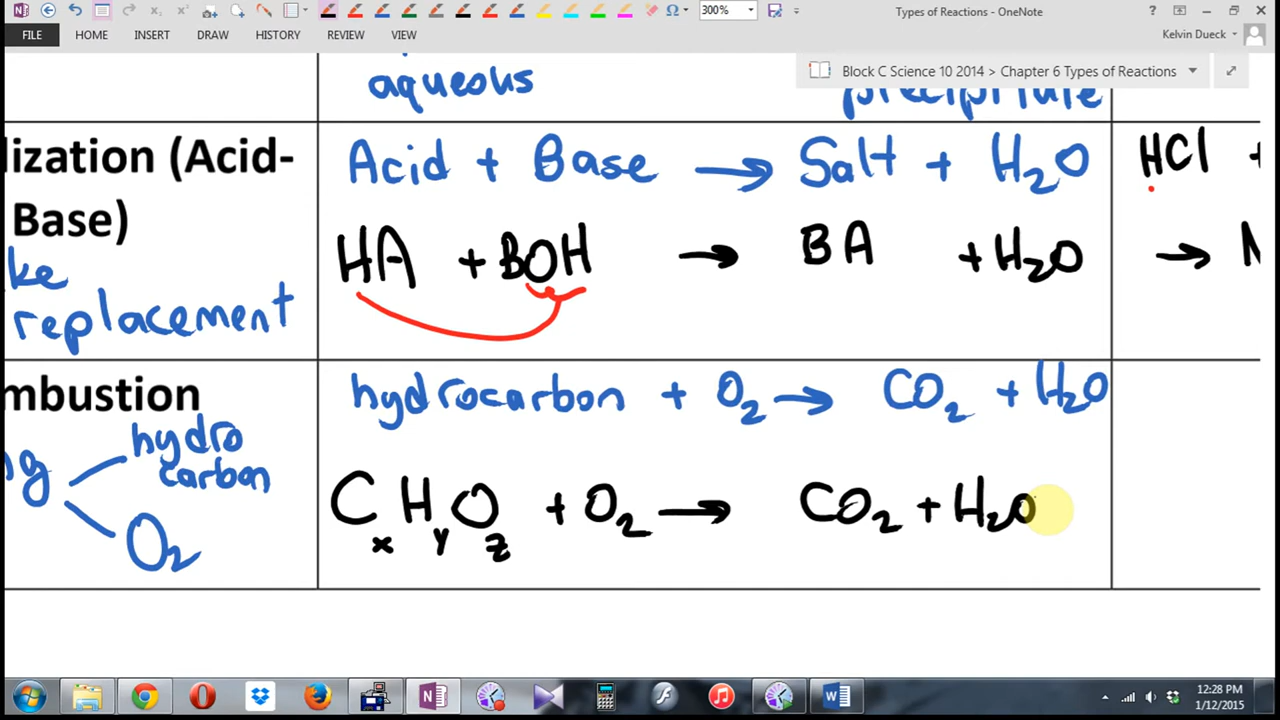 Types of Reactions - OneNote
300%
FILE HOME INSERT DRAW HISTORY REVIEW VIEW
Kelvin Dueck
Block C Science 10 2014 > Chapter 6 Types of Reactions
aqueous
precipitate
lization (Acid-
Base)
ke
replacement
Acid + Base → Salt + H₂O
HCl +
HA + BOH → BA + H₂O
→ N
mbustion
ng
hydro
carbon
O₂
hydrocarbon + O₂ → CO₂ + H₂O
CxHyOz + O₂ → CO₂ + H₂O
12:28 PM
1/12/2015